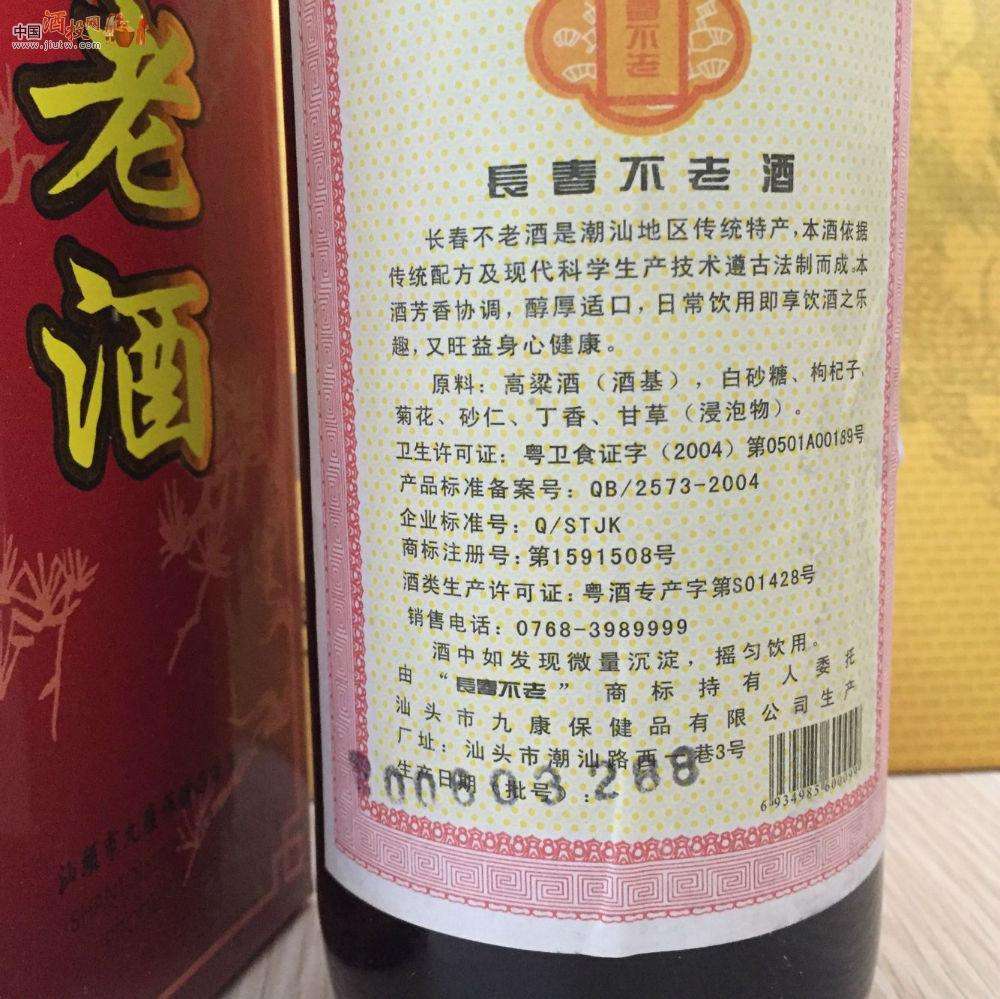 中国酒投网
www.jiutw.com
老酒
春不老
長春不老酒
长春不老酒是潮汕地区传统特产,本酒依据
传统配方及现代科学生产技术遵古法制而成。本
酒芳香协调，醇厚适口，日常饮用即享饮酒之乐
趣，又旺益身心健康。
原料：高粱酒（酒基），白砂糖、枸杞子、
菊花、砂仁、丁香、甘草（浸泡物）。
卫生许可证：粤卫食证字（2004）第0501A00189号
产品标准备案号：QB/2573-2004
企业标准号：Q/STJK
商标注册号：第1591508号
酒类生产许可证：粤酒专产字第S01428号
销售电话：0768-3989999
酒中如发现微量沉淀，摇匀饮用。
由“長春不老”商标持有人委托
汕头市九康保健品有限公司生产
厂址：汕头市潮汕路西一巷3号
生产日期 批号：
汕头市九康